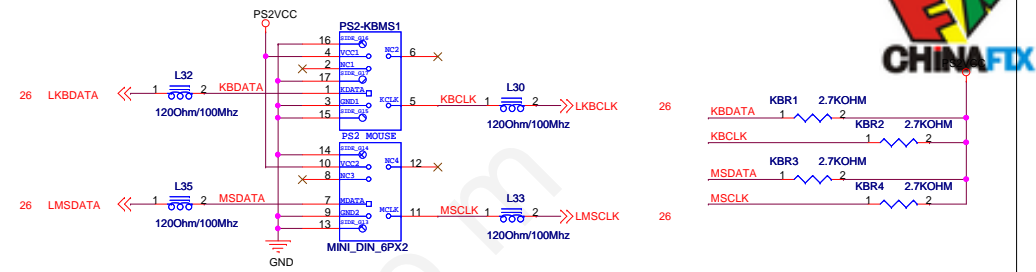 PS2VCC
PS2-KBMS1
16 SIDE_G16
4 VCC1 NC2 6
2 NC1
17 SIDE_G17
26 LKBDATA 1 L32 2 KBDATA 1 KDATA
120Ohm/100Mhz
3 GND1 KCLK 5 KBCLK 1 L30 2 LKBCLK 26
15 SIDE_G15
120Ohm/100Mhz
PS2 MOUSE
14 SIDE_G14
10 VCC2 NC4 12
8 NC3
26 LMSDATA 1 L35 2 MSDATA 7 MDATA
120Ohm/100Mhz
9 GND2 MCLK 11 MSCLK 1 L33 2 LMSCLK 26
13 SIDE_G13
120Ohm/100Mhz
MINI_DIN_6PX2
GND
CHINAFIX
PS2VCC
KBR1 2.7KOHM
KBDATA 1 2
KBR2 2.7KOHM
KBCLK 1 2
KBR3 2.7KOHM
MSDATA 1 2
KBR4 2.7KOHM
MSCLK 1 2